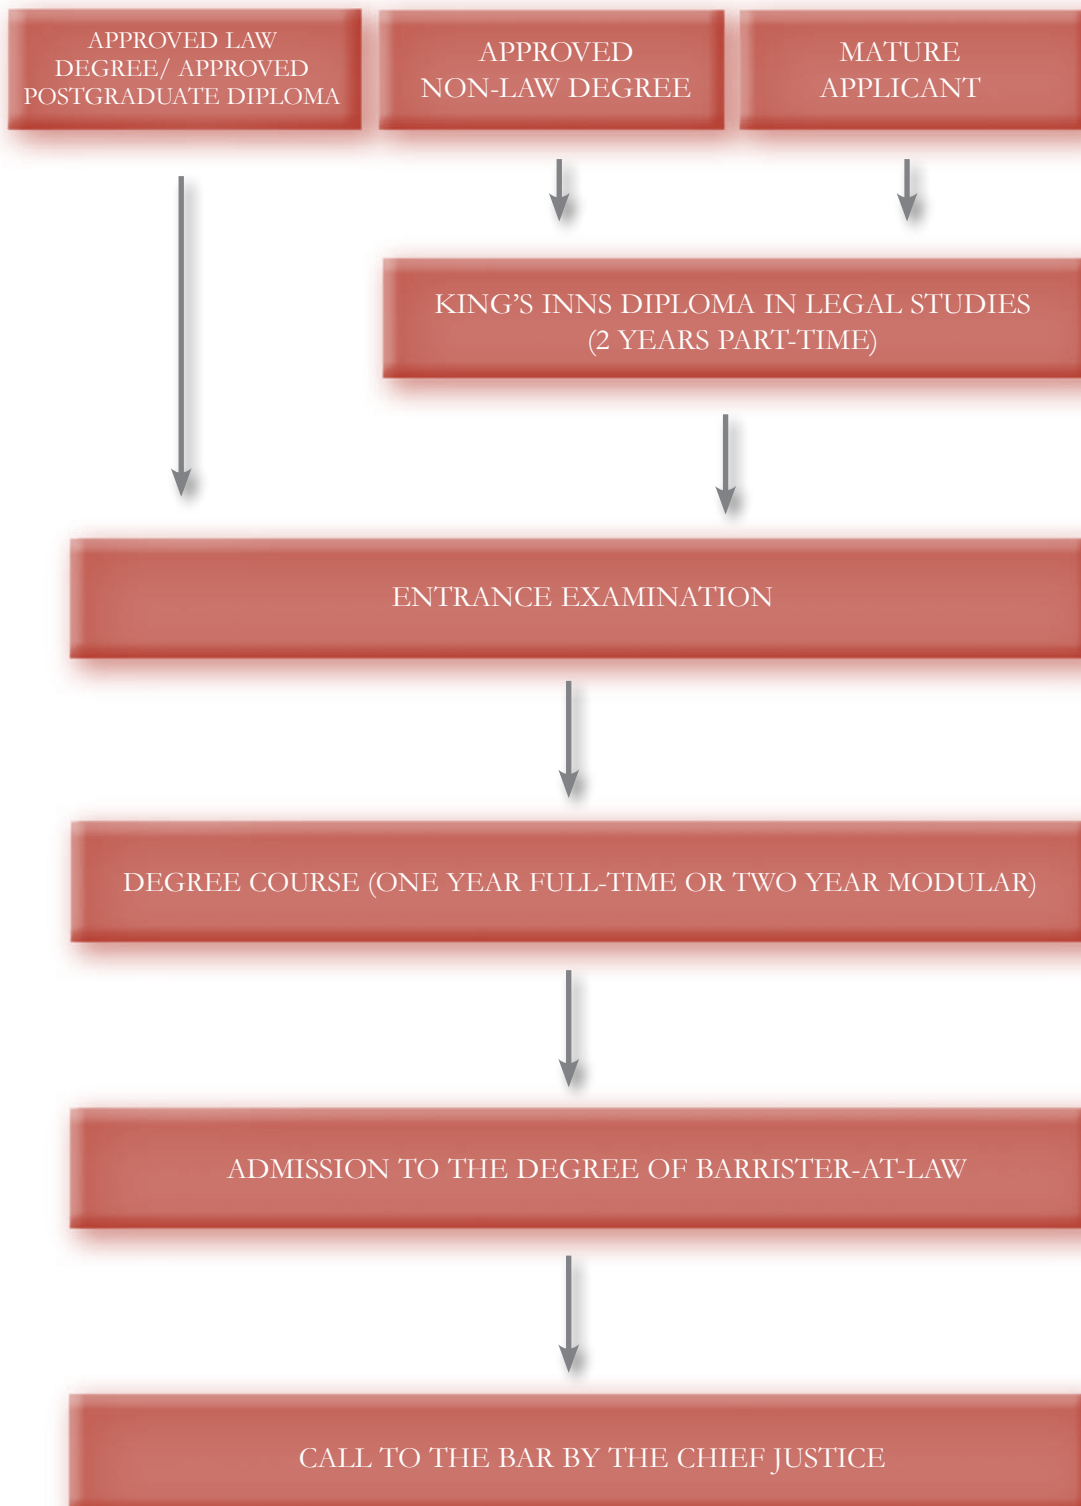 APPROVED LAW
DEGREE/ APPROVED
POSTGRADUATE DIPLOMA
APPROVED
NON-LAW DEGREE
MATURE
APPLICANT
KING'S INNS DIPLOMA IN LEGAL STUDIES
(2 YEARS PART-TIME)
ENTRANCE EXAMINATION
DEGREE COURSE (ONE YEAR FULL-TIME OR TWO YEAR MODULAR)
ADMISSION TO THE DEGREE OF BARRISTER-AT-LAW
CALL TO THE BAR BY THE CHIEF JUSTICE